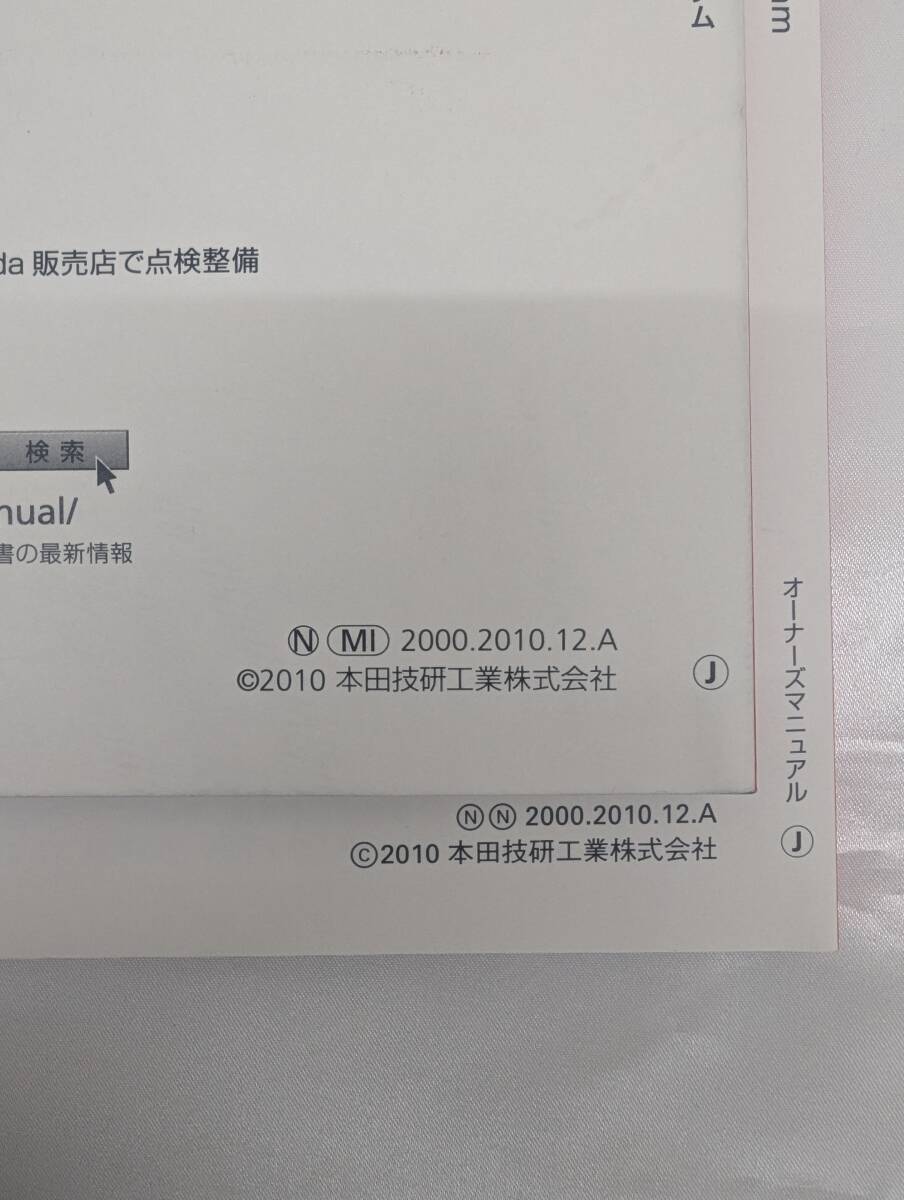 ム
da 販売店で点検整備
検索
nual/
書の最新情報
Ⓝ MI 2000.2010.12.A
©2010 本田技研工業株式会社
Ⓙ
オーナーズマニュアル Ⓙ
ⓃⓃ 2000.2010.12.A
©2010 本田技研工業株式会社